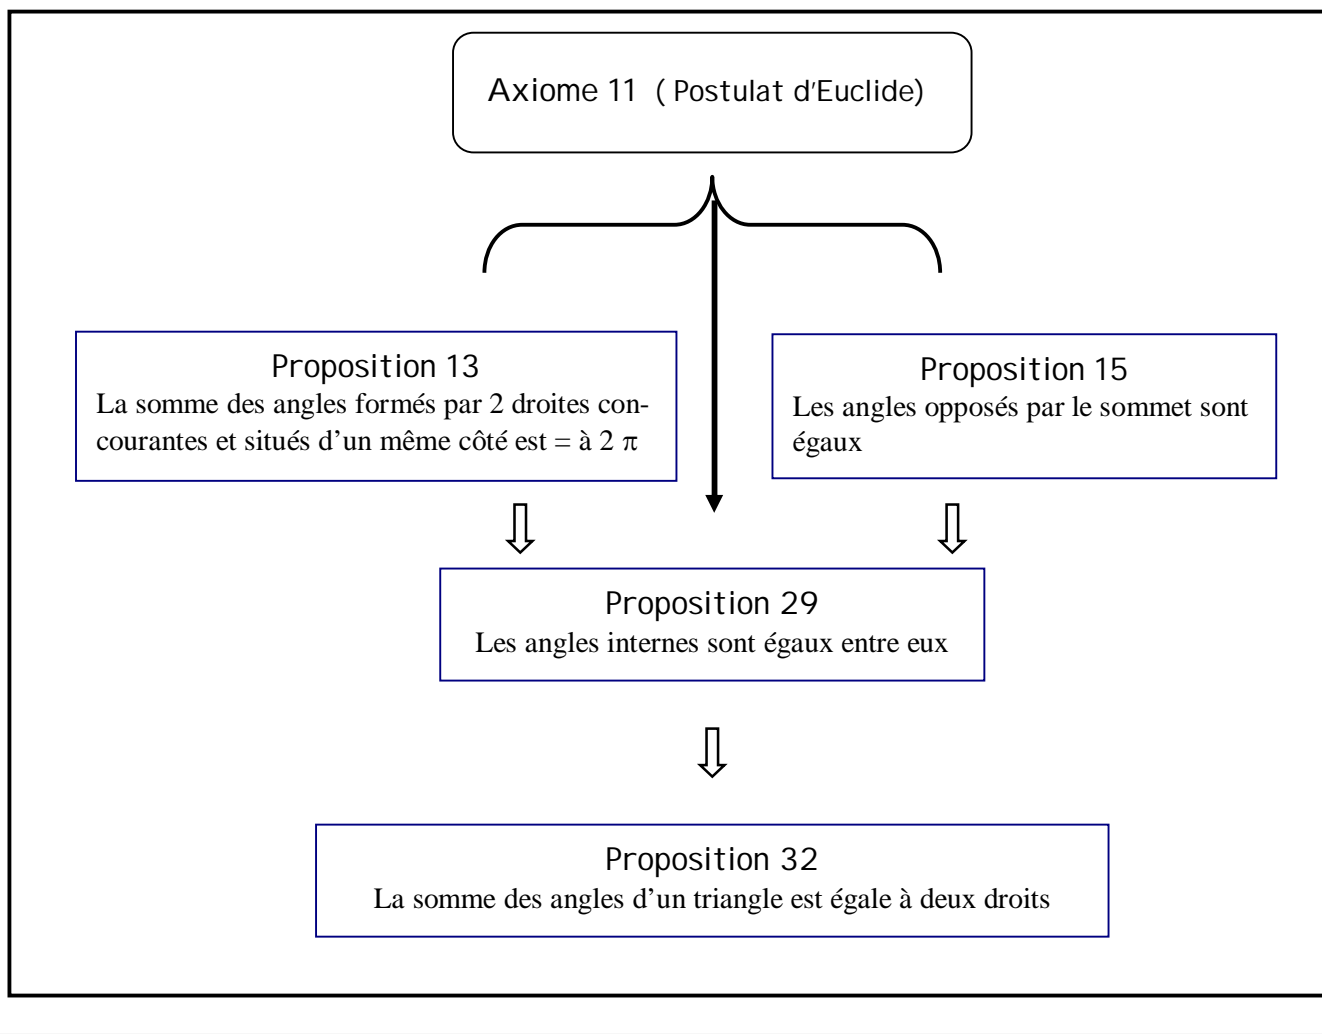 Axiome 11 ( Postulat d'Euclide)
Proposition 13
La somme des angles formés par 2 droites con-
courantes et situés d’un même côté est = à 2 π
Proposition 15
Les angles opposés par le sommet sont
égaux
Proposition 29
Les angles internes sont égaux entre eux
Proposition 32
La somme des angles d’un triangle est égale à deux droits